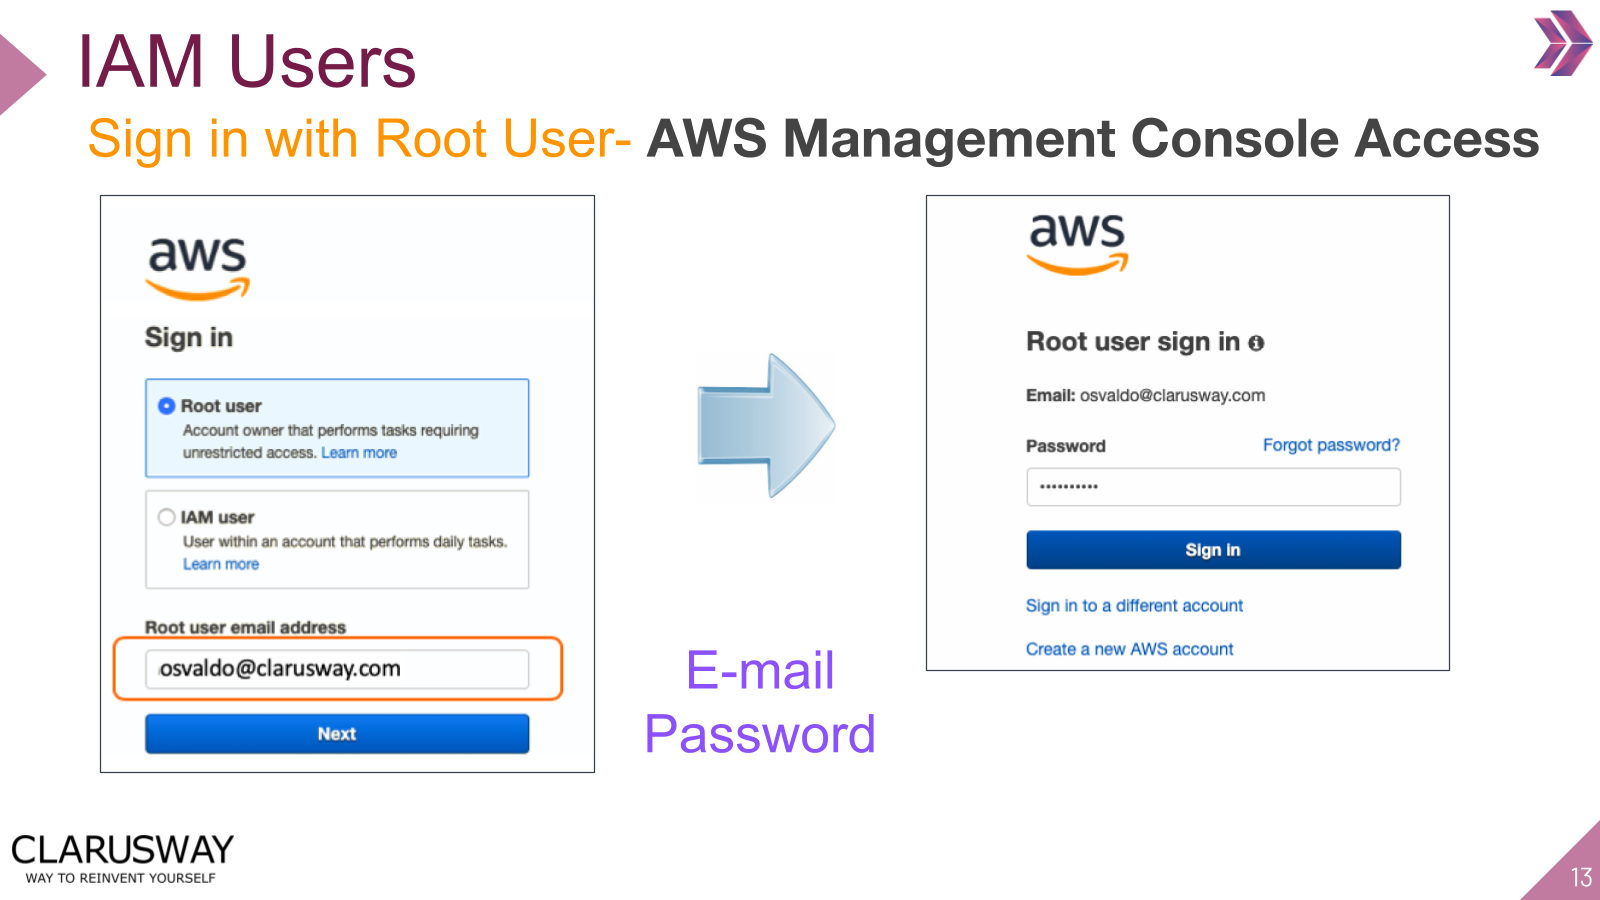 IAM Users
Sign in with Root User- AWS Management Console Access
aws
Sign in
Root user
Account owner that performs tasks requiring
unrestricted access. Learn more
IAM user
User within an account that performs daily tasks.
Learn more
Root user email address
osvaldo@clarusway.com
Next
E-mail
Password
aws
Root user sign in
Email: osvaldo@clarusway.com
Password Forgot password?
Sign in
Sign in to a different account
Create a new AWS account
CLARUSWAY
WAY TO REINVENT YOURSELF
13